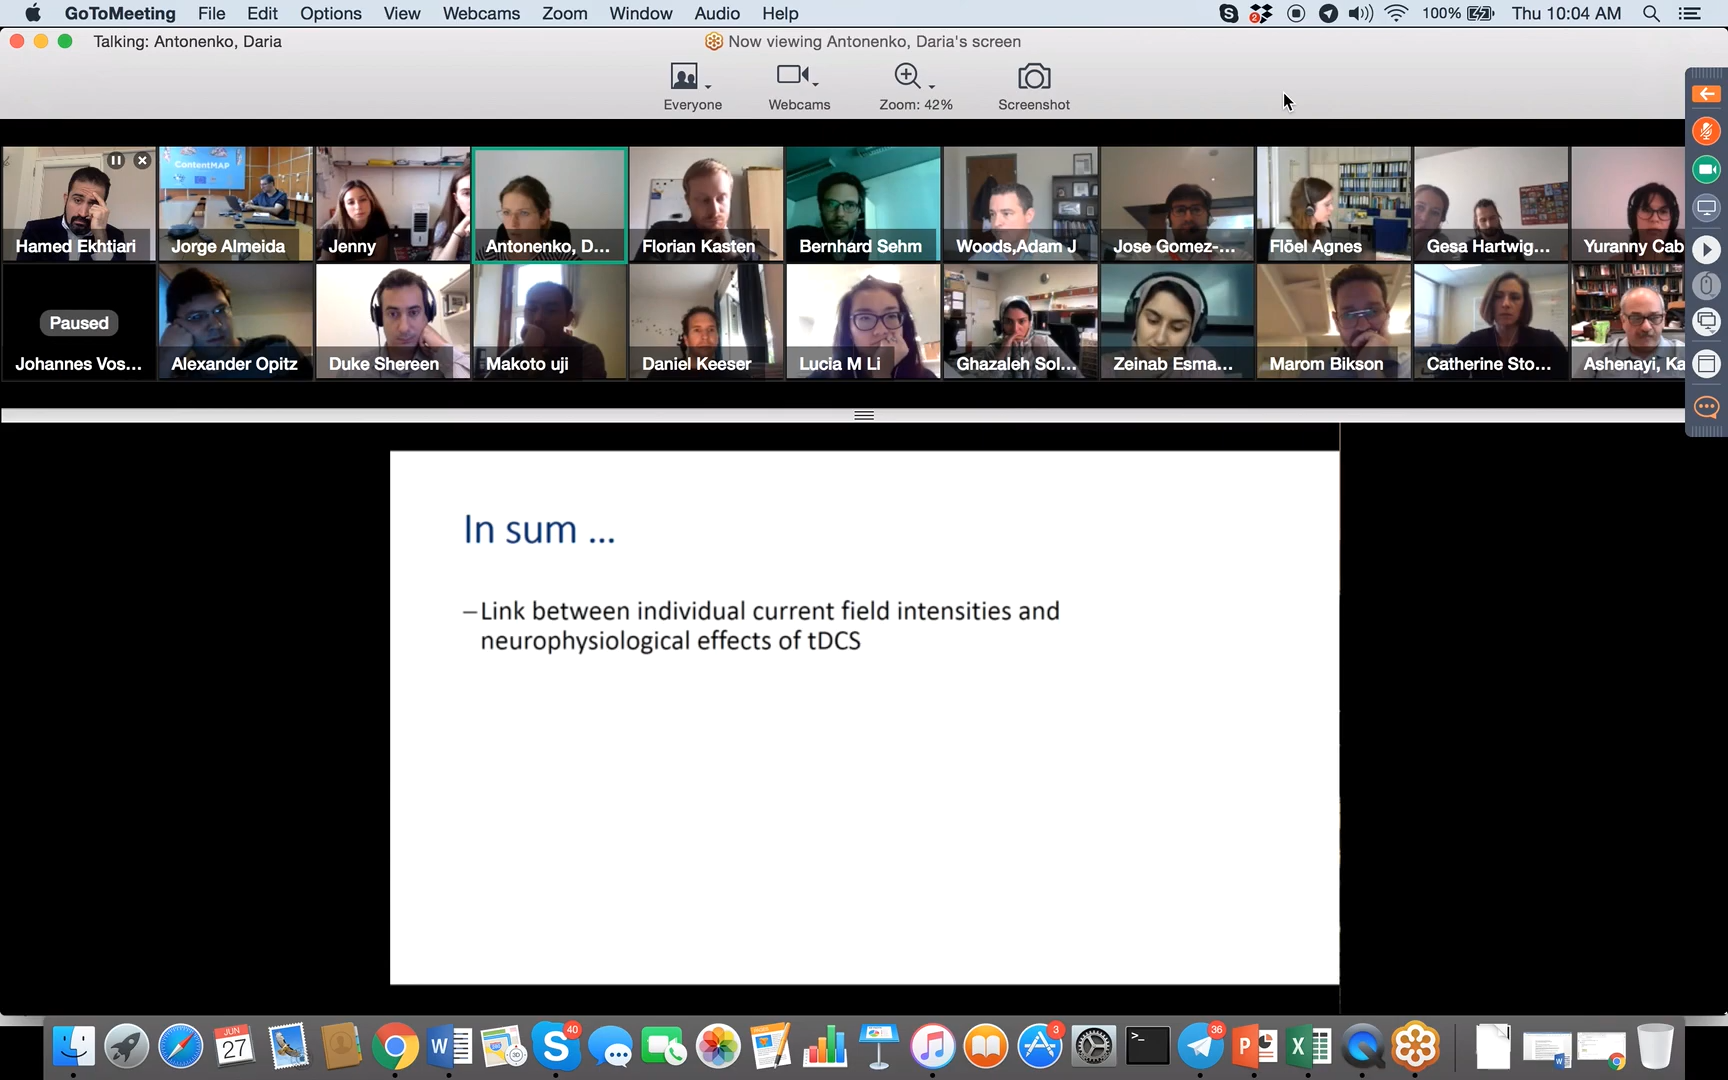 GoToMeeting File Edit Options View Webcams Zoom Window Audio Help
2 100% Thu 10:04 AM
Talking: Antonenko, Daria
Now viewing Antonenko, Daria's screen
Everyone Webcams Zoom: 42% Screenshot
ContentMAP
Hamed Ekhtiari Jorge Almeida Jenny Antonenko, D... Florian Kasten Bernhard Sehm Woods,Adam J Jose Gomez-... Flöel Agnes Gesa Hartwig... Yuranny Cab
Paused
Johannes Vos... Alexander Opitz Duke Shereen Makoto uji Daniel Keeser Lucia M Li Ghazaleh Sol... Zeinab Esma... Marom Bikson Catherine Sto... Ashenayi, Ka
In sum ...
–Link between individual current field intensities and
neurophysiological effects of tDCS
JUN
27
W
3D
S
40
3
>_
36
P
X